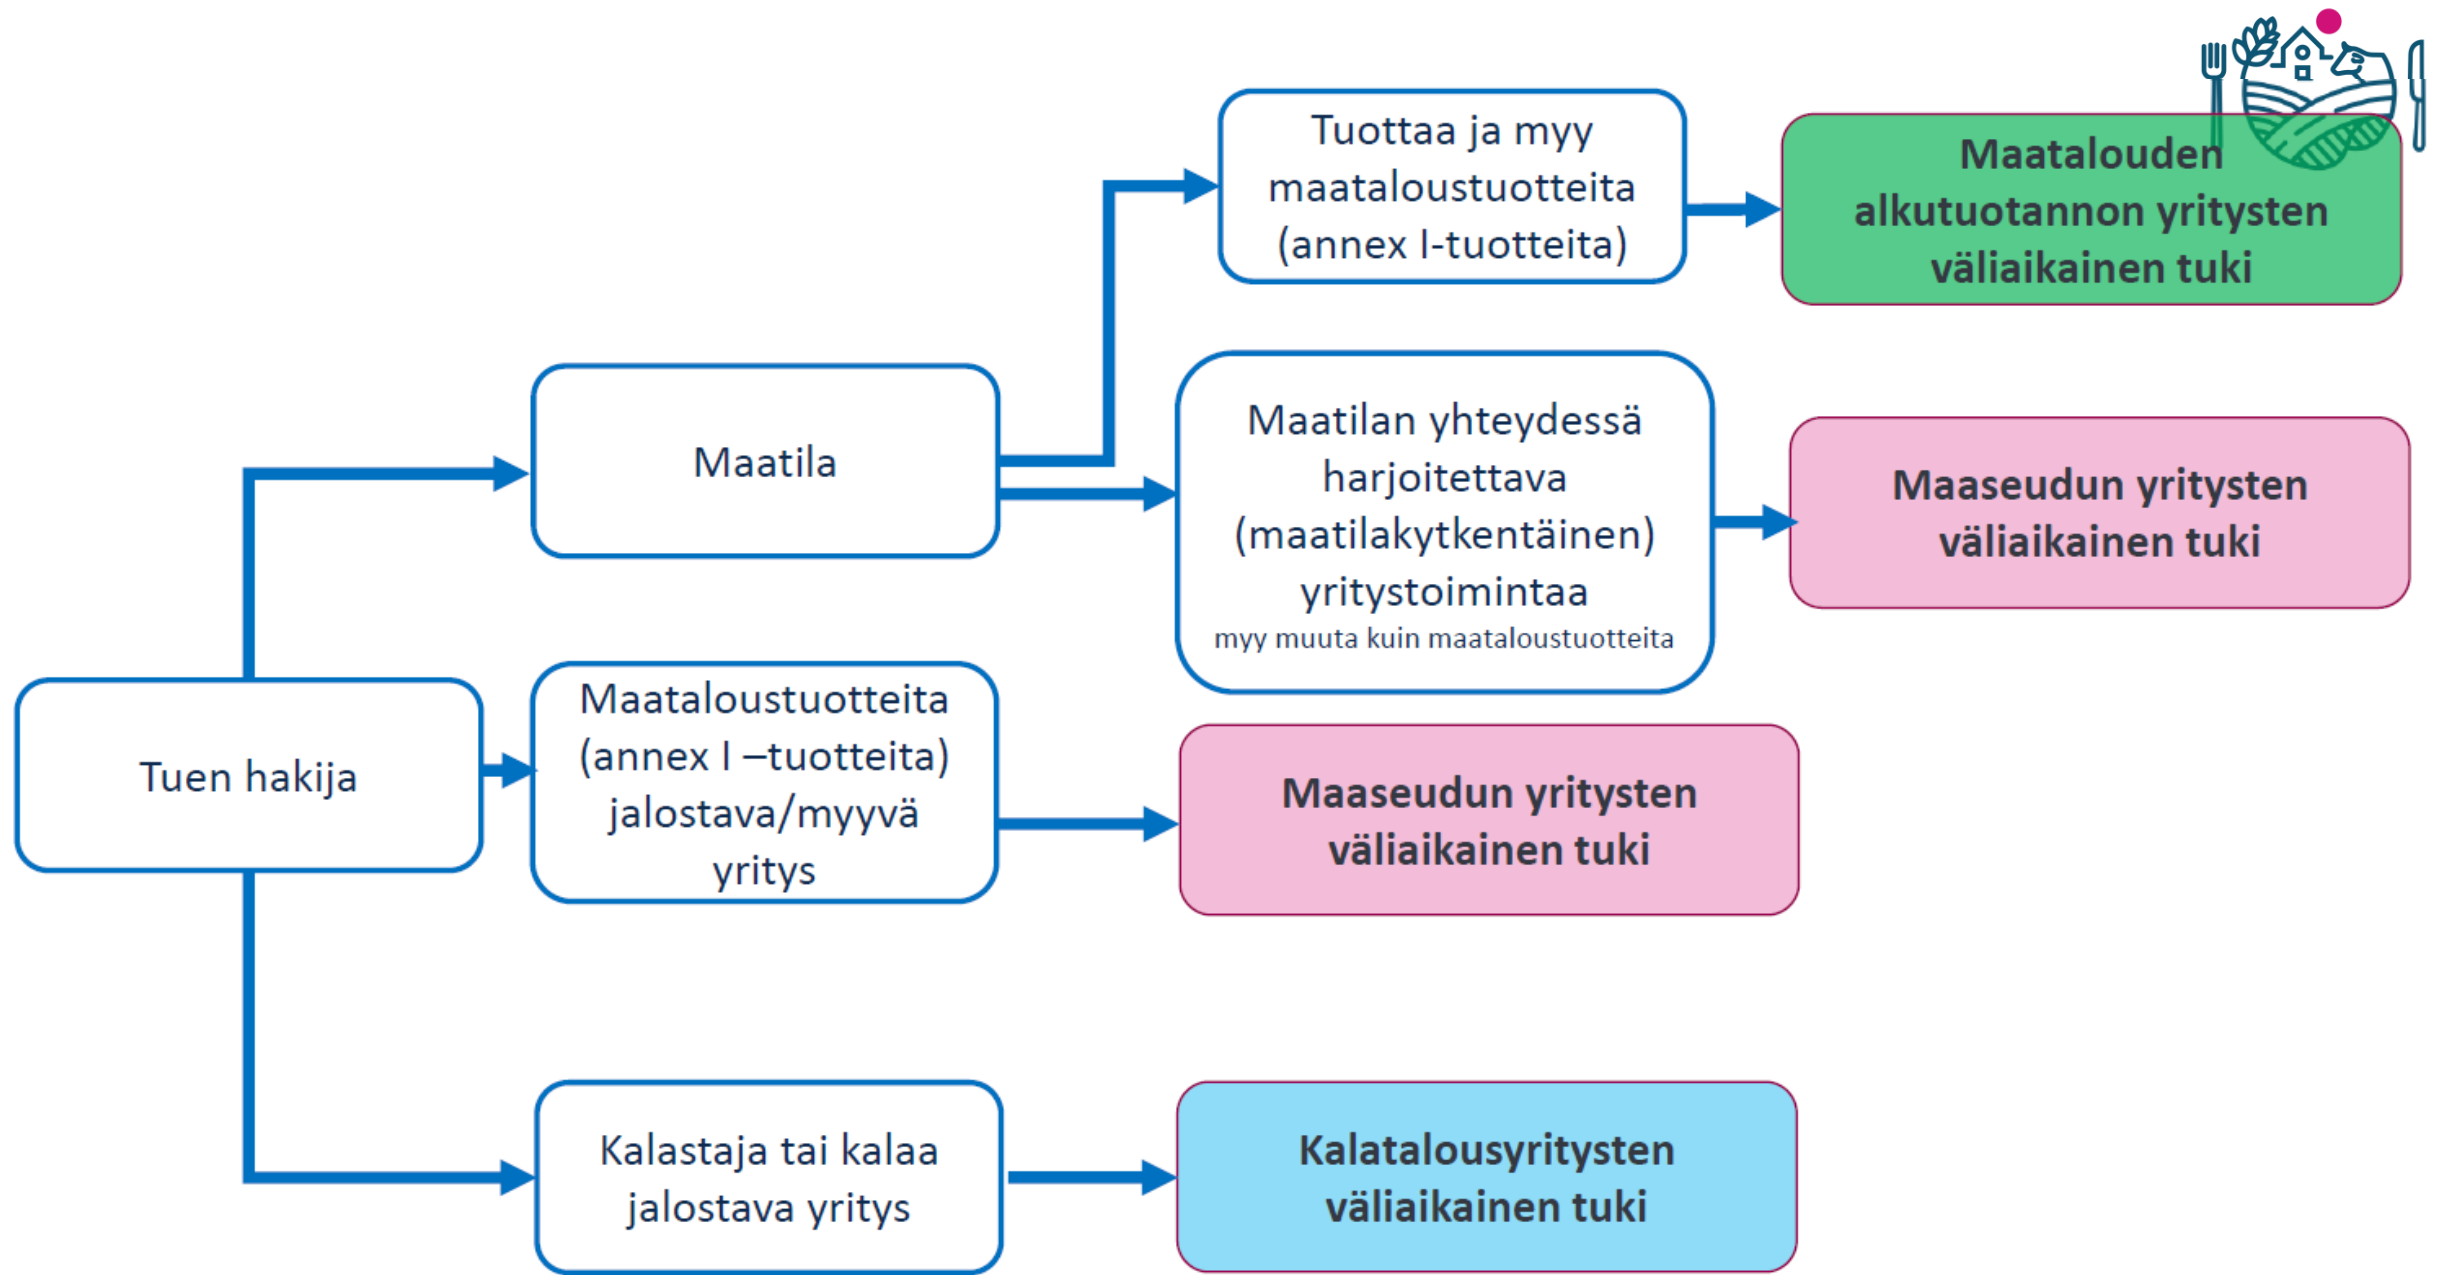 Tuottaa ja myy
maataloustuotteita
(annex I-tuotteita)
Maatalouden
alkutuotannon yritysten
väliaikainen tuki
Maatila
Maatilan yhteydessä
harjoitettava
(maatilakytkentäinen)
yritystoimintaa
myy muuta kuin maataloustuotteita
Maaseudun yritysten
väliaikainen tuki
Tuen hakija
Maataloustuotteita
(annex I –tuotteita)
jalostava/myyvä
yritys
Maaseudun yritysten
väliaikainen tuki
Kalastaja tai kalaa
jalostava yritys
Kalatalousyritysten
väliaikainen tuki